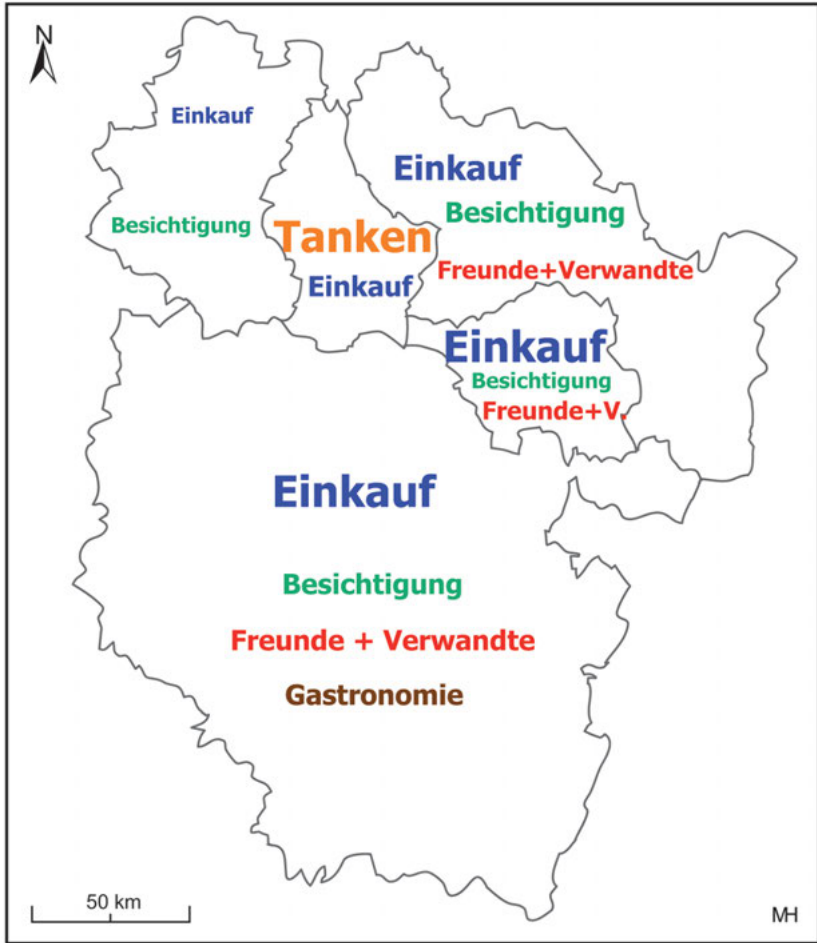 N
Einkauf
Besichtigung
Tanken
Einkauf
Einkauf
Besichtigung
Freunde+Verwandte
Einkauf
Besichtigung
Freunde+V.
Einkauf
Besichtigung
Freunde + Verwandte
Gastronomie
50 km
MH